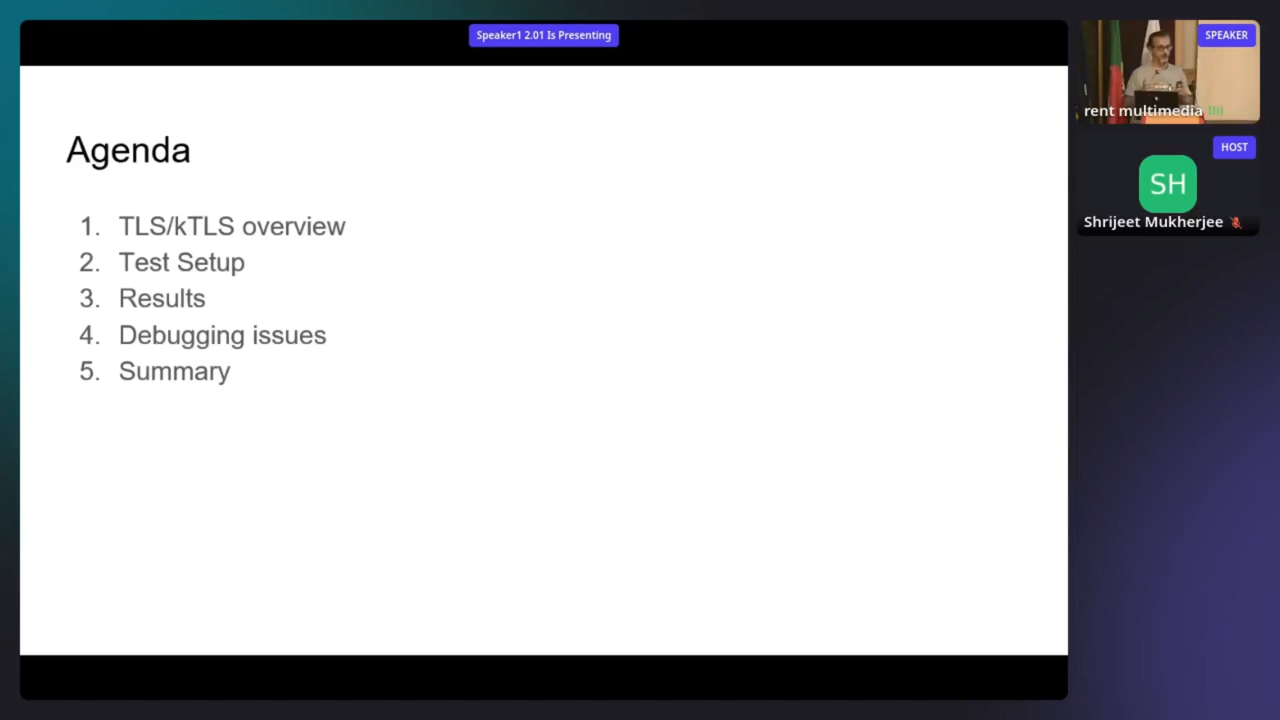 Speaker1 2.01 Is Presenting
SPEAKER
rent multimedia
HOST
SH
Shrijeet Mukherjee
Agenda
1. TLS/kTLS overview
2. Test Setup
3. Results
4. Debugging issues
5. Summary